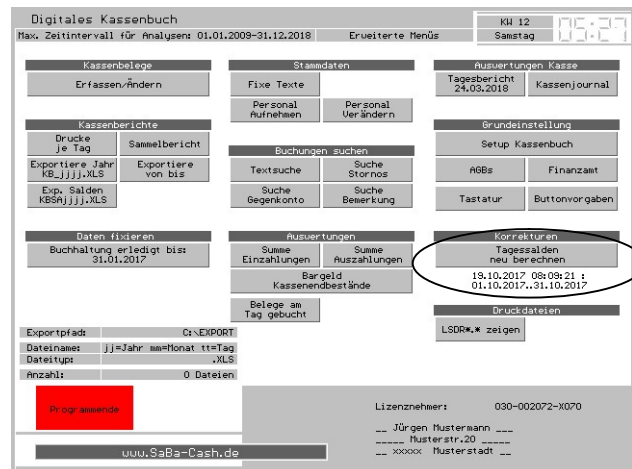 Digitales Kassenbuch
KW 12
05:27
Max. Zeitintervall für Analysen: 01.01.2009-31.12.2018
Erweiterte Menüs
Samstag
Kassenbelege
Erfassen/Ändern
Kassenberichte
Drucke
je Tag
Sammelbericht
Exportiere Jahr
KB_jjjj.XLS
Exportiere
von bis
Exp. Salden
KBSAjjjj.XLS
Daten fixieren
Buchhaltung erledigt bis:
31.01.2017
Stammdaten
Fixe Texte
Personal
Aufnehmen
Personal
Verändern
Buchungen suchen
Textsuche
Suche
Stornos
Suche
Gegenkonto
Suche
Bemerkung
Auswertungen
Summe
Einzahlungen
Summe
Auszahlungen
Bargeld
Kassenendbestände
Belege am
Tag gebucht
Auswertungen Kasse
Tagesbericht
24.03.2018
Kassenjournal
Grundeinstellung
Setup Kassenbuch
AGBs
Finanzamt
Tastatur
Buttonvorgaben
Korrekturen
Tagessalden
neu berechnen
19.10.2017 08:09:21 :
01.10.2017..31.10.2017
Druckdateien
LSDR*.* zeigen
Exportpfad: C:\EXPORT
Dateiname: jj=Jahr mm=Monat tt=Tag
Dateityp: .XLS
Anzahl: 0 Dateien
Programmende
www.SaBa-Cash.de
Lizenznehmer: 030-002072-X070
__ Jürgen Mustermann ___
_____ Musterstr.20 _____
__ xxxxx Musterstadt __